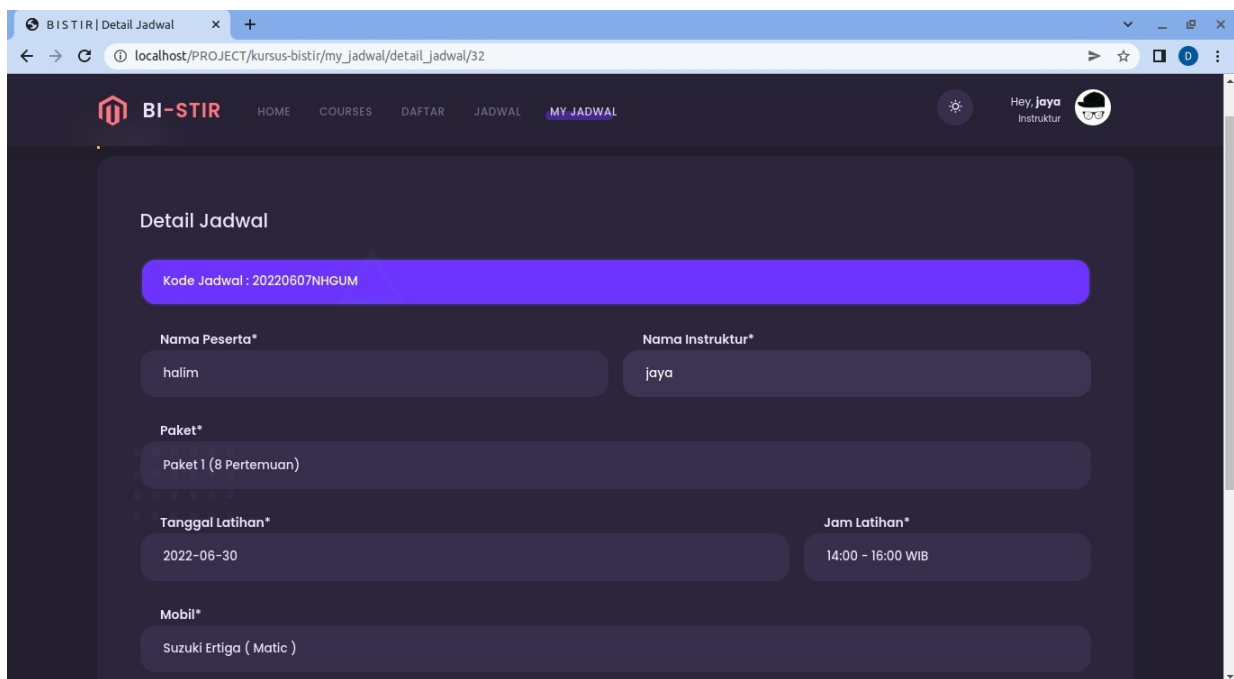 B I S T I R | Detail Jadwal
localhost/PROJECT/kursus-bistir/my_jadwal/detail_jadwal/32
D
BI-STIR HOME COURSES DAFTAR JADWAL MY JADWAL
Hey, jaya
Instruktur
Detail Jadwal
Kode Jadwal : 20220607NHGUM
Nama Peserta* Nama Instruktur*
halim jaya
Paket*
Paket 1 (8 Pertemuan)
Tanggal Latihan* Jam Latihan*
2022-06-30 14:00 - 16:00 WIB
Mobil*
Suzuki Ertiga ( Matic )